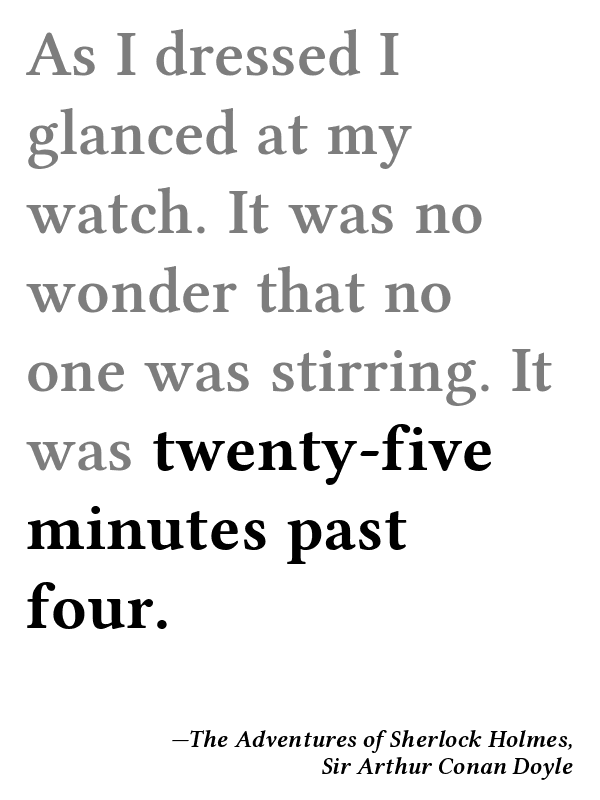 As I dressed I
glanced at my
watch. It was no
wonder that no
one was stirring. It
was twenty-five
minutes past
four.
—The Adventures of Sherlock Holmes,
Sir Arthur Conan Doyle